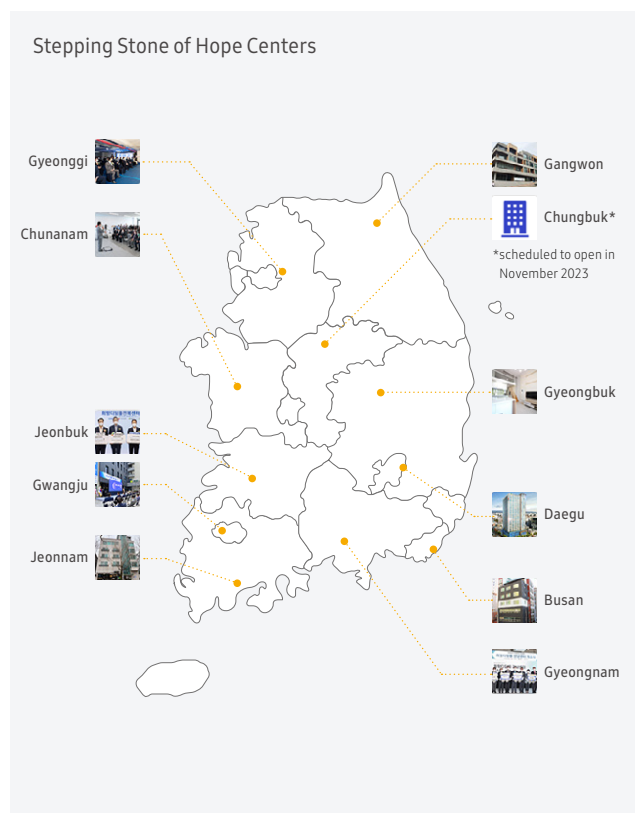 Stepping Stone of Hope Centers
Gyeonggi
Chunanam
Jeonbuk
Gwangju
Jeonnam
Gangwon
Chungbuk*
*scheduled to open in
November 2023
Gyeongbuk
Daegu
Busan
Gyeongnam